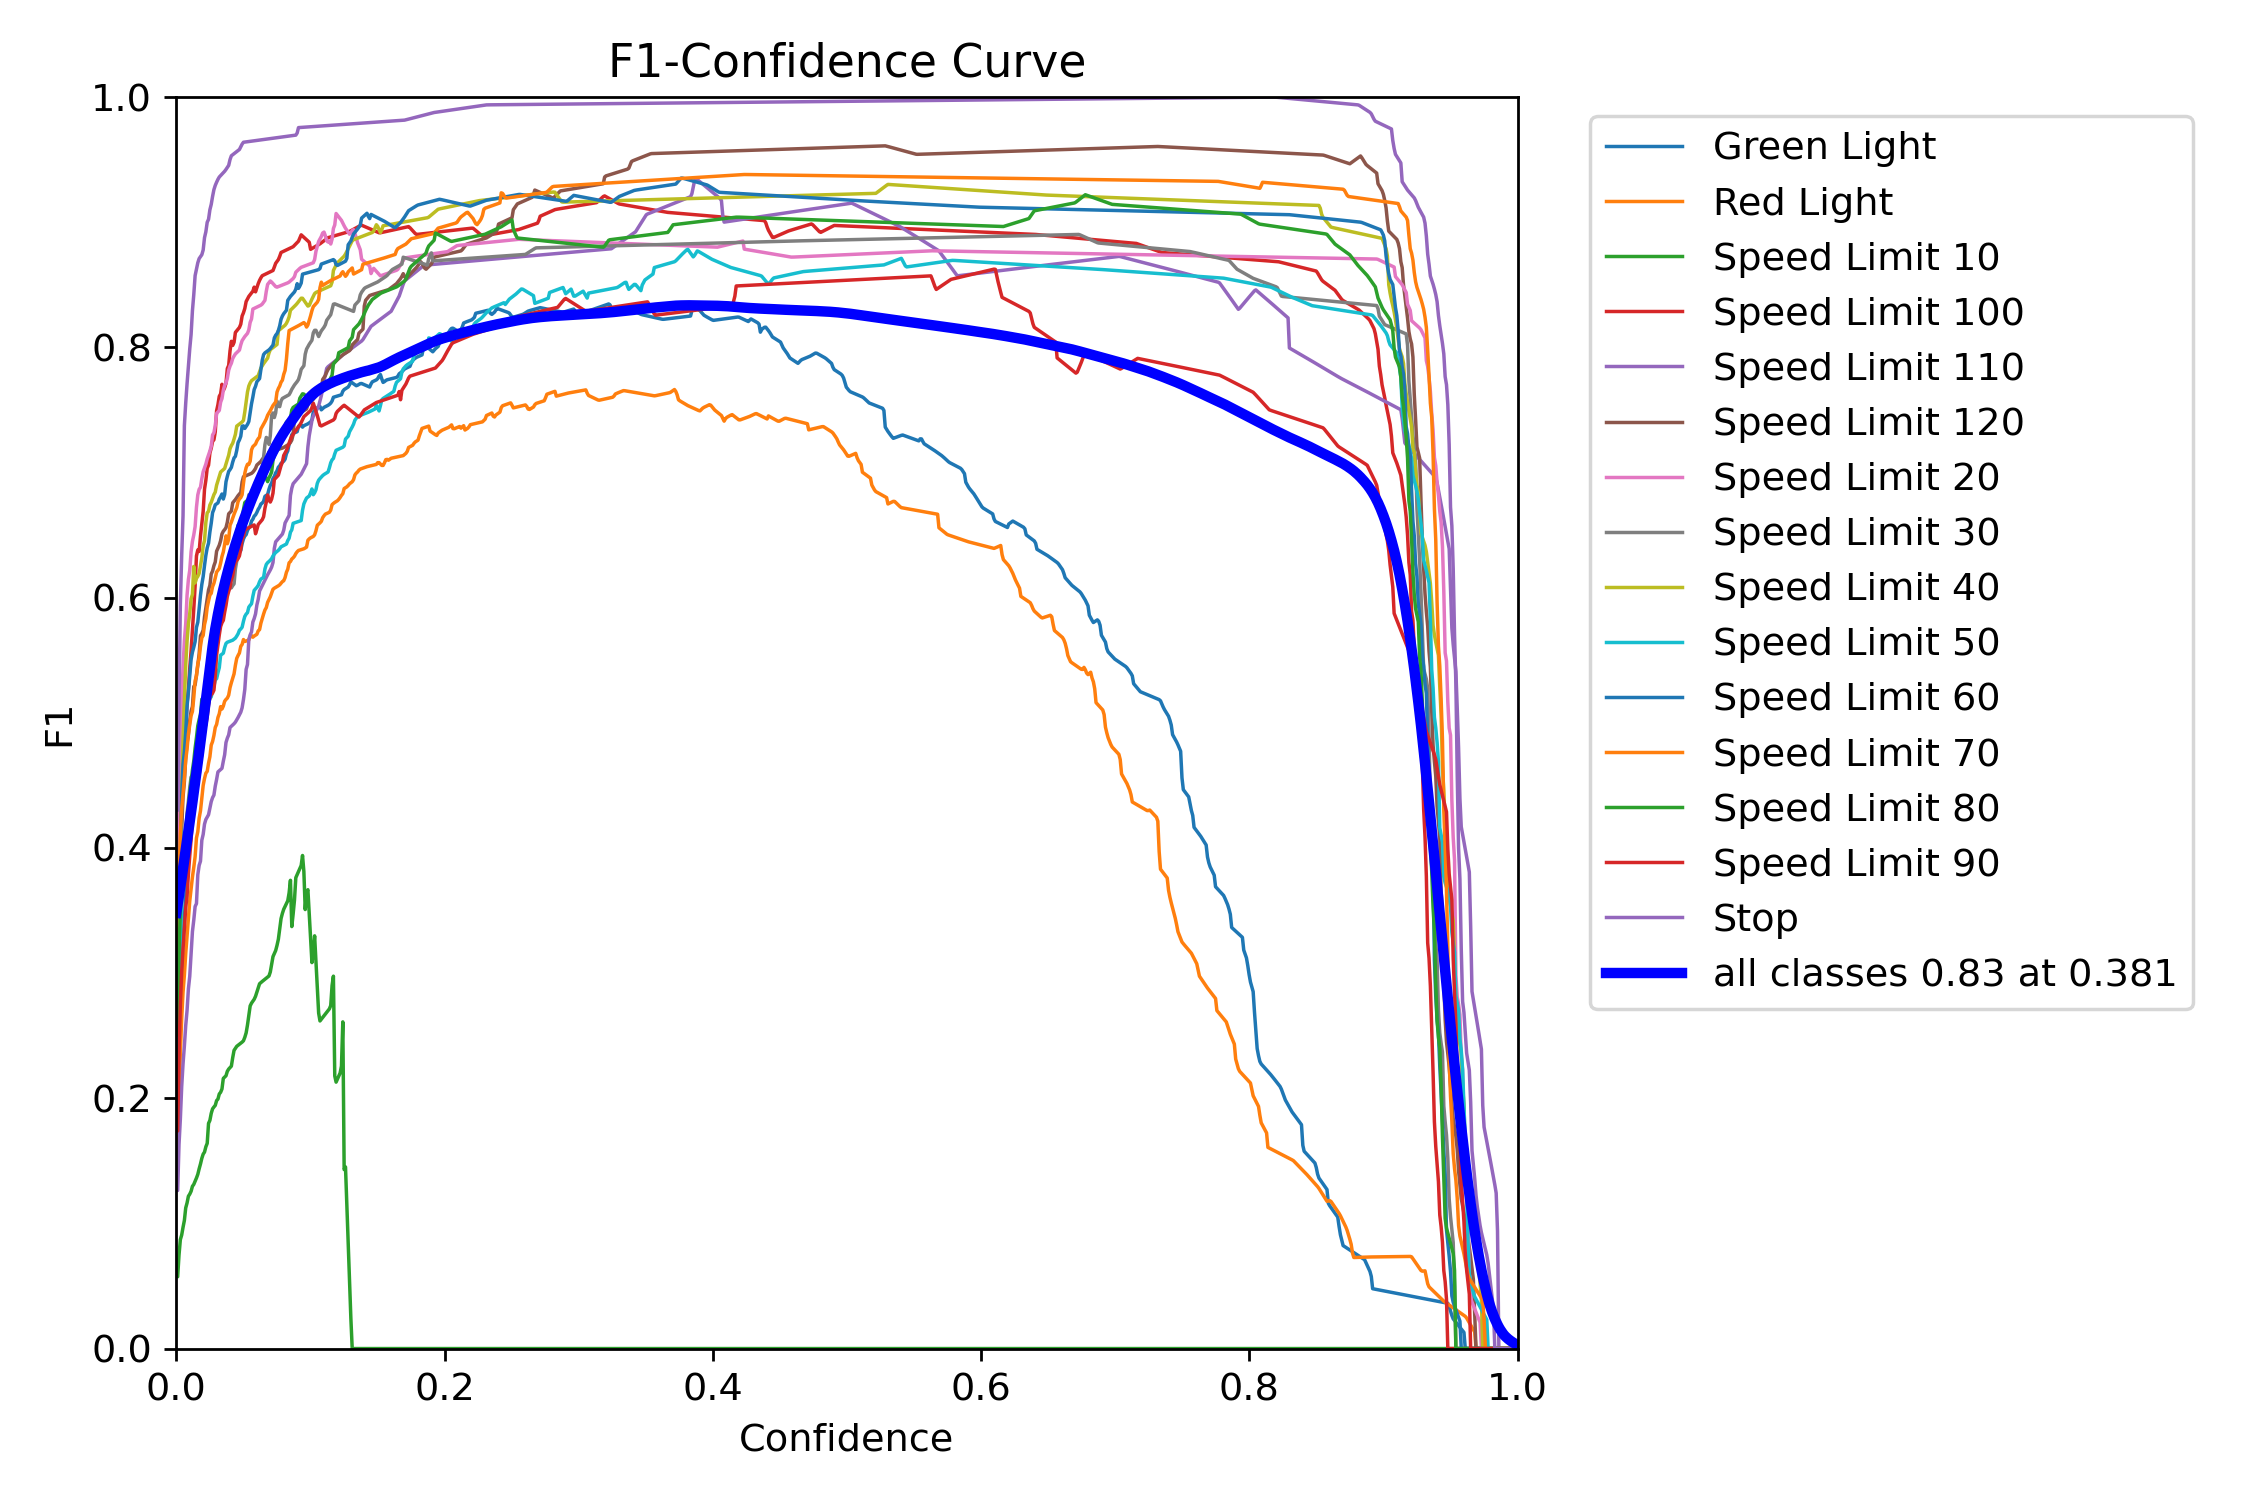 F1-Confidence Curve
1.0
0.8
0.6
0.4
0.2
0.0
F1
0.0 0.2 0.4 0.6 0.8 1.0
Confidence
Green Light
Red Light
Speed Limit 10
Speed Limit 100
Speed Limit 110
Speed Limit 120
Speed Limit 20
Speed Limit 30
Speed Limit 40
Speed Limit 50
Speed Limit 60
Speed Limit 70
Speed Limit 80
Speed Limit 90
Stop
all classes 0.83 at 0.381